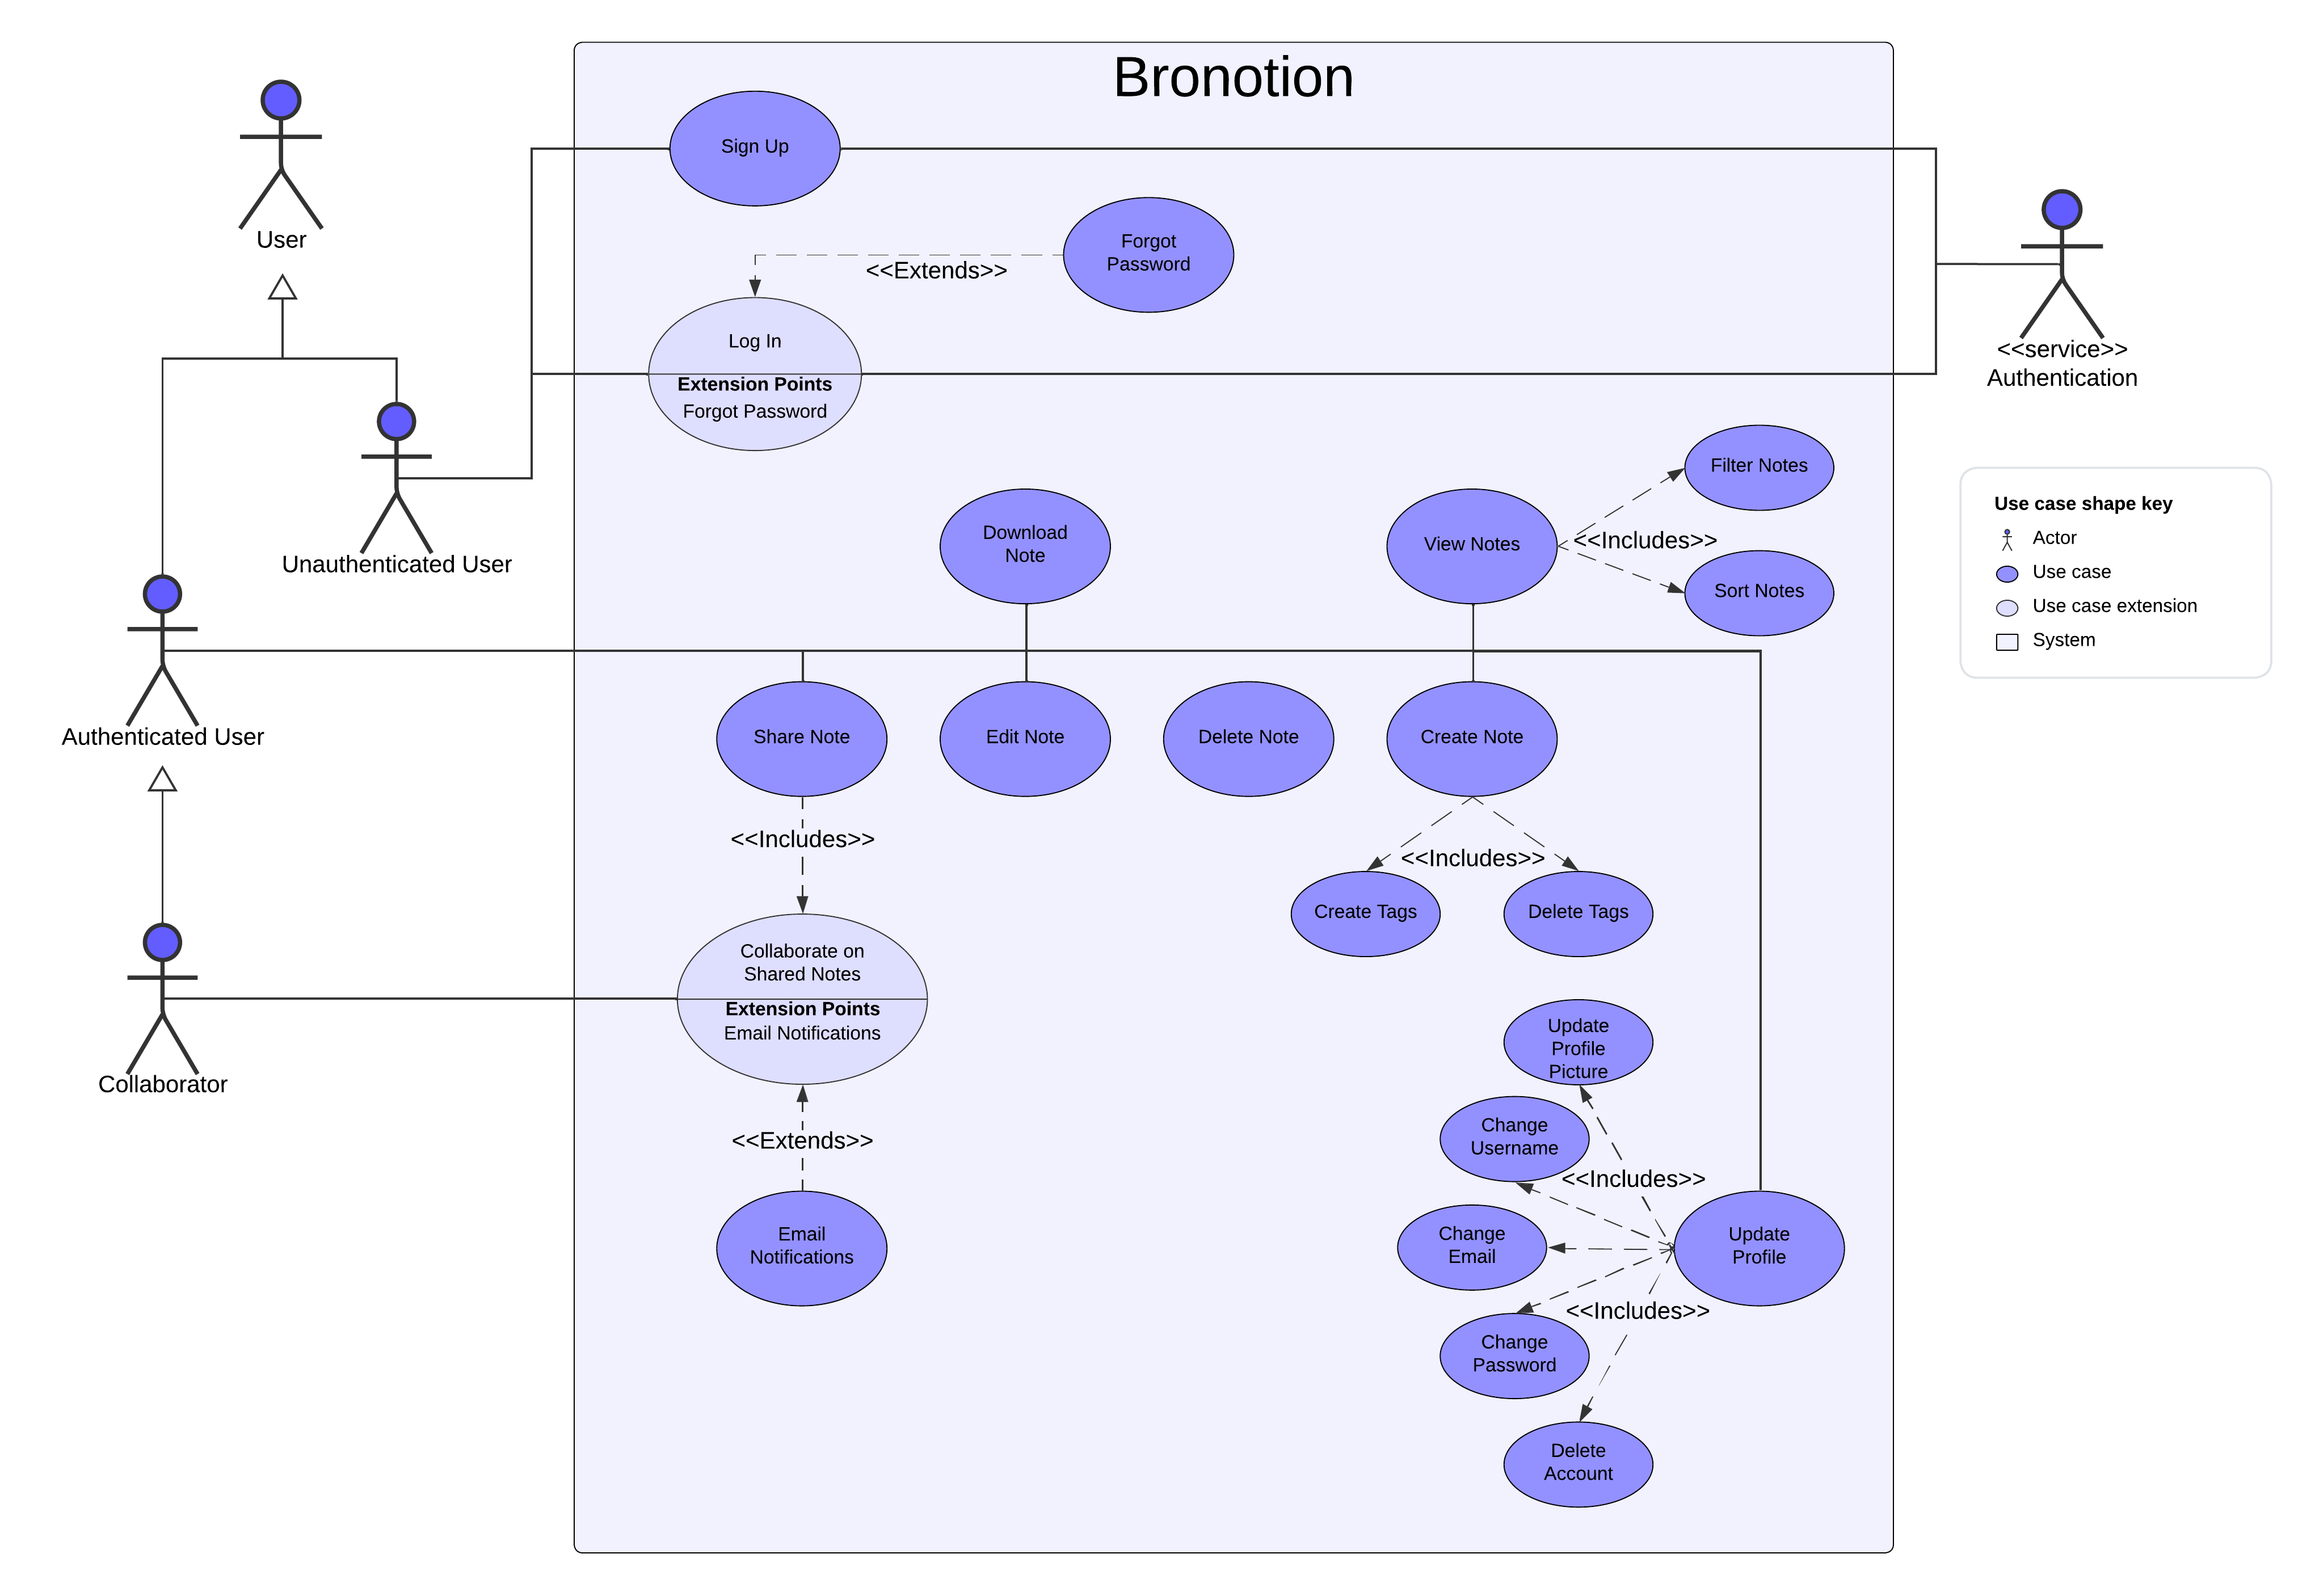 Bronotion
Sign Up
User
Forgot
Password
<<Extends>>
Log In
Extension Points
Forgot Password
<<service>>
Authentication
Unauthenticated User
Download
Note
View Notes
Filter Notes
<<Includes>>
Sort Notes
Use case shape key
Actor
Use case
Use case extension
System
Authenticated User
Share Note
Edit Note
Delete Note
Create Note
<<Includes>>
<<Includes>>
Create Tags
Delete Tags
Collaborate on
Shared Notes
Extension Points
Email Notifications
Collaborator
<<Extends>>
Email
Notifications
Update
Profile
Picture
Change
Username
<<Includes>>
Change
Email
Update
Profile
<<Includes>>
Change
Password
Delete
Account